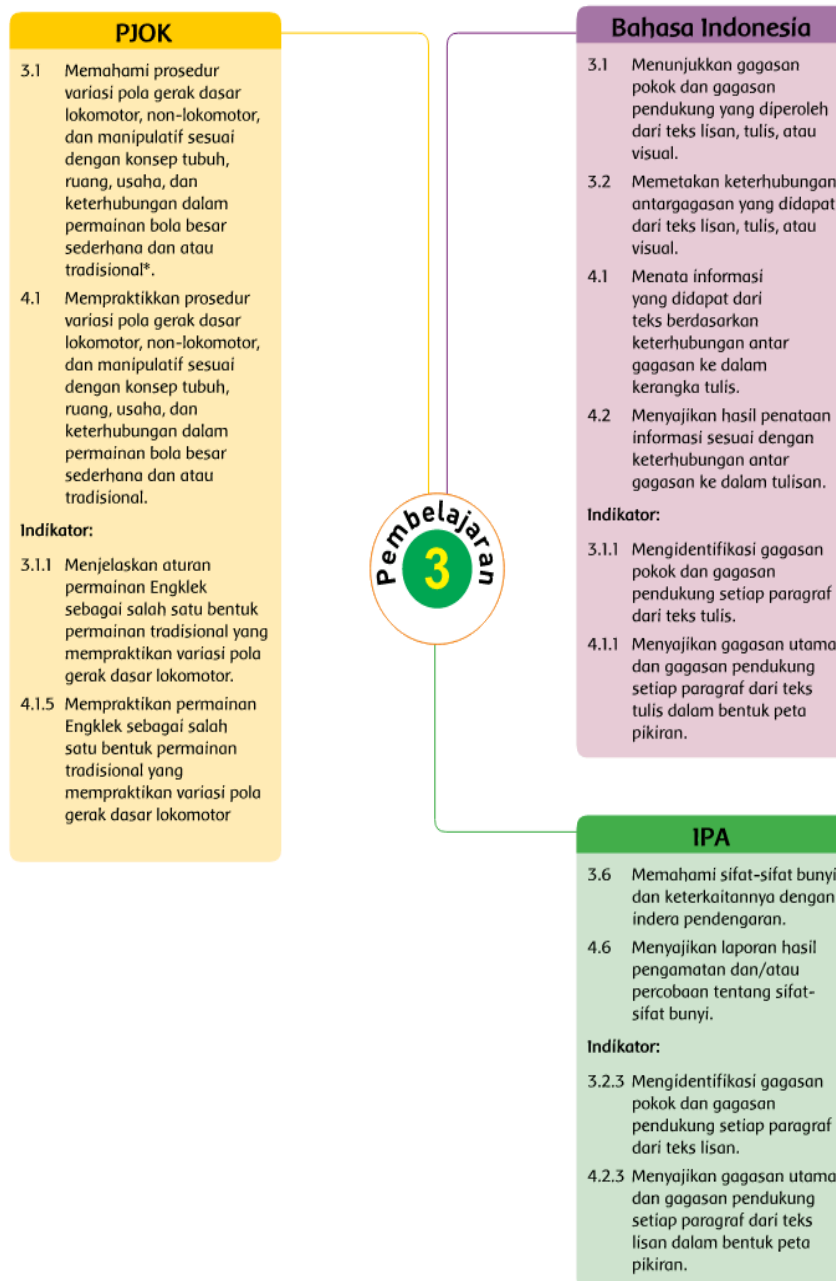 PJOK
3.1 Memahami prosedur
variasi pola gerak dasar
lokomotor, non-lokomotor,
dan manipulatif sesuai
dengan konsep tubuh,
ruang, usaha, dan
keterhubungan dalam
permainan bola besar
sederhana dan atau
tradisional*.
4.1 Mempraktikkan prosedur
variasi pola gerak dasar
lokomotor, non-lokomotor,
dan manipulatif sesuai
dengan konsep tubuh,
ruang, usaha, dan
keterhubungan dalam
permainan bola besar
sederhana dan atau
tradisional.
Indikator:
3.1.1 Menjelaskan aturan
permainan Engklek
sebagai salah satu bentuk
permainan tradisional yang
mempraktikan variasi pola
gerak dasar lokomotor.
4.1.5 Mempraktikan permainan
Engklek sebagai salah
satu bentuk permainan
tradisional yang
mempraktikan variasi pola
gerak dasar lokomotor
Pembelajaran
3
Bahasa Indonesia
3.1 Menunjukkan gagasan
pokok dan gagasan
pendukung yang diperoleh
dari teks lisan, tulis, atau
visual.
3.2 Memetakan keterhubungan
antargagasan yang didapat
dari teks lisan, tulis, atau
visual.
4.1 Menata informasi
yang didapat dari
teks berdasarkan
keterhubungan antar
gagasan ke dalam
kerangka tulis.
4.2 Menyajikan hasil penataan
informasi sesuai dengan
keterhubungan antar
gagasan ke dalam tulisan.
Indikator:
3.1.1 Mengidentifikasi gagasan
pokok dan gagasan
pendukung setiap paragraf
dari teks tulis.
4.1.1 Menyajikan gagasan utama
dan gagasan pendukung
setiap paragraf dari teks
tulis dalam bentuk peta
pikiran.
IPA
3.6 Memahami sifat-sifat bunyi
dan keterkaitannya dengan
indera pendengaran.
4.6 Menyajikan laporan hasil
pengamatan dan/atau
percobaan tentang sifat-
sifat bunyi.
Indikator:
3.2.3 Mengidentifikasi gagasan
pokok dan gagasan
pendukung setiap paragraf
dari teks lisan.
4.2.3 Menyajikan gagasan utama
dan gagasan pendukung
setiap paragraf dari teks
lisan dalam bentuk peta
pikiran.